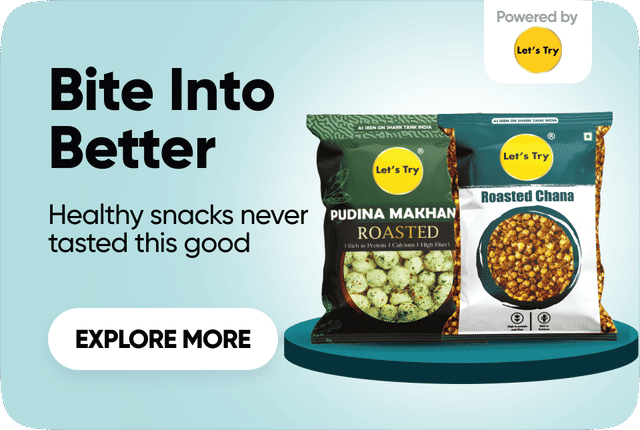 Powered by
Let's Try
Bite Into
Better
Healthy snacks never
tasted this good
EXPLORE MORE
AS SEEN ON SHARK TANK INDIA
Let's Try
®
PUDINA MAKHAN
ROASTED
Rich in Protein | Calcium | High Fiber
AS SEEN ON SHARK TANK INDIA
Let's Try
®
Roasted Chana